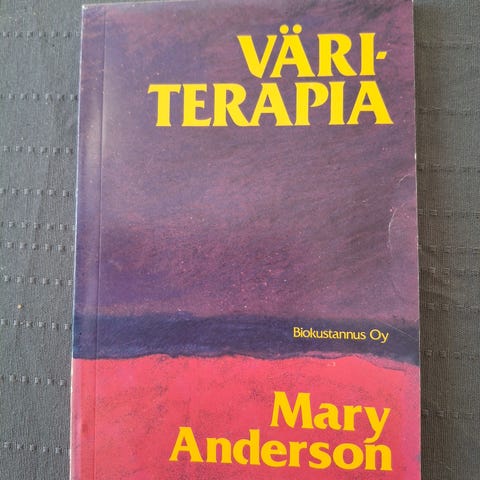 VÄRI-
TERAPIA
Biokustannus Oy
Mary
Anderson